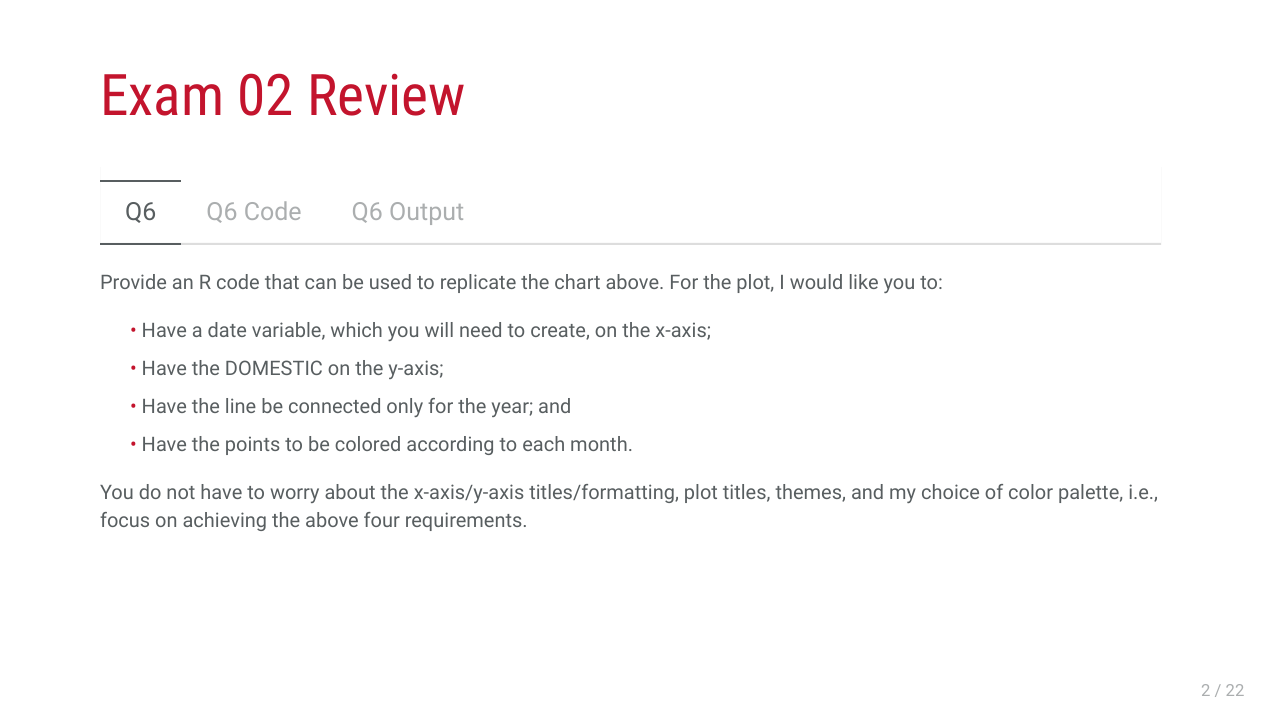 Exam 02 Review
Q6 Q6 Code Q6 Output
Provide an R code that can be used to replicate the chart above. For the plot, I would like you to:
• Have a date variable, which you will need to create, on the x-axis;
• Have the DOMESTIC on the y-axis;
• Have the line be connected only for the year; and
• Have the points to be colored according to each month.
You do not have to worry about the x-axis/y-axis titles/formatting, plot titles, themes, and my choice of color palette, i.e.,
focus on achieving the above four requirements.
2 / 22